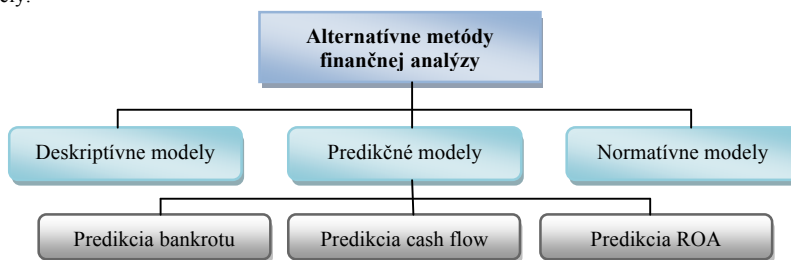 Alternatívne metódy
finančnej analýzy
Deskriptívne modely
Predikčné modely
Normatívne modely
Predikcia bankrotu
Predikcia cash flow
Predikcia ROA